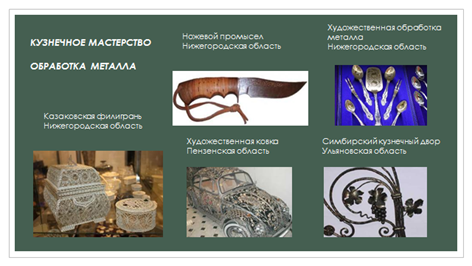 КУЗНЕЧНОЕ МАСТЕРСТВО
ОБРАБОТКА МЕТАЛЛА
Ножевой промысел
Нижегородская область
Художественная обработка
металла
Нижегородская область
Казаковская филигрань
Нижегородская область
Художественная ковка
Пензенская область
Симбирский кузнечный двор
Ульяновская область